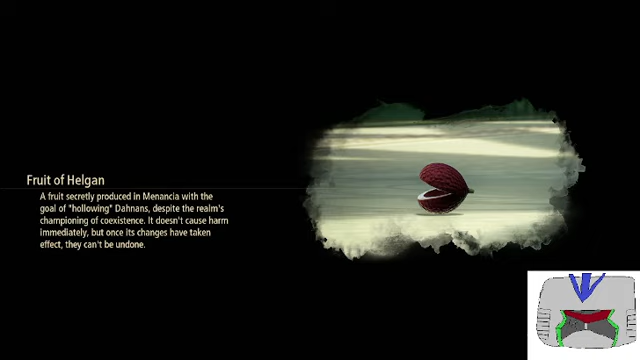 Fruit of Helgan
A fruit secretly produced in Menancia with the
goal of "hollowing" Dahnans, despite the realm's
championing of coexistence. It doesn't cause harm
immediately, but once its changes have taken
effect, they can't be undone.